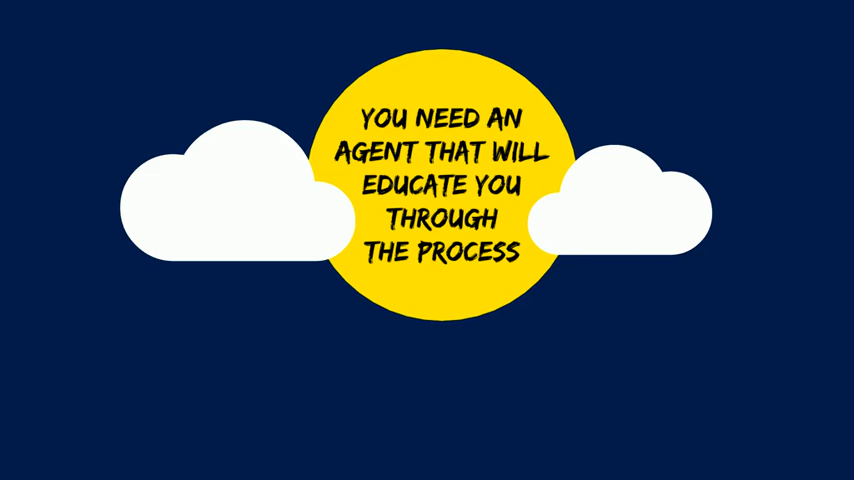 YOU NEED AN
AGENT THAT WILL
EDUCATE YOU
THROUGH
THE PROCESS